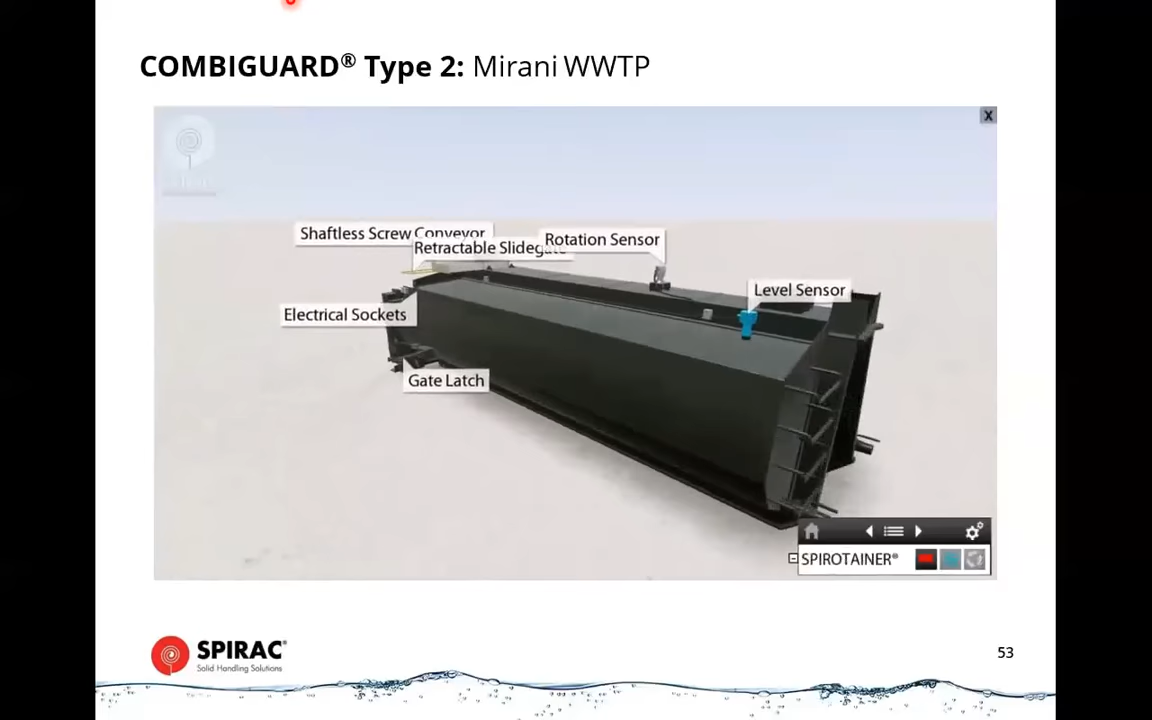 COMBIGUARD® Type 2: Mirani WWTP
X
Shaftless Screw Conveyor
Retractable Slidegate
Rotation Sensor
Level Sensor
Electrical Sockets
Gate Latch
SPIROTAINER®
SPIRAC®
Solid Handling Solutions
53